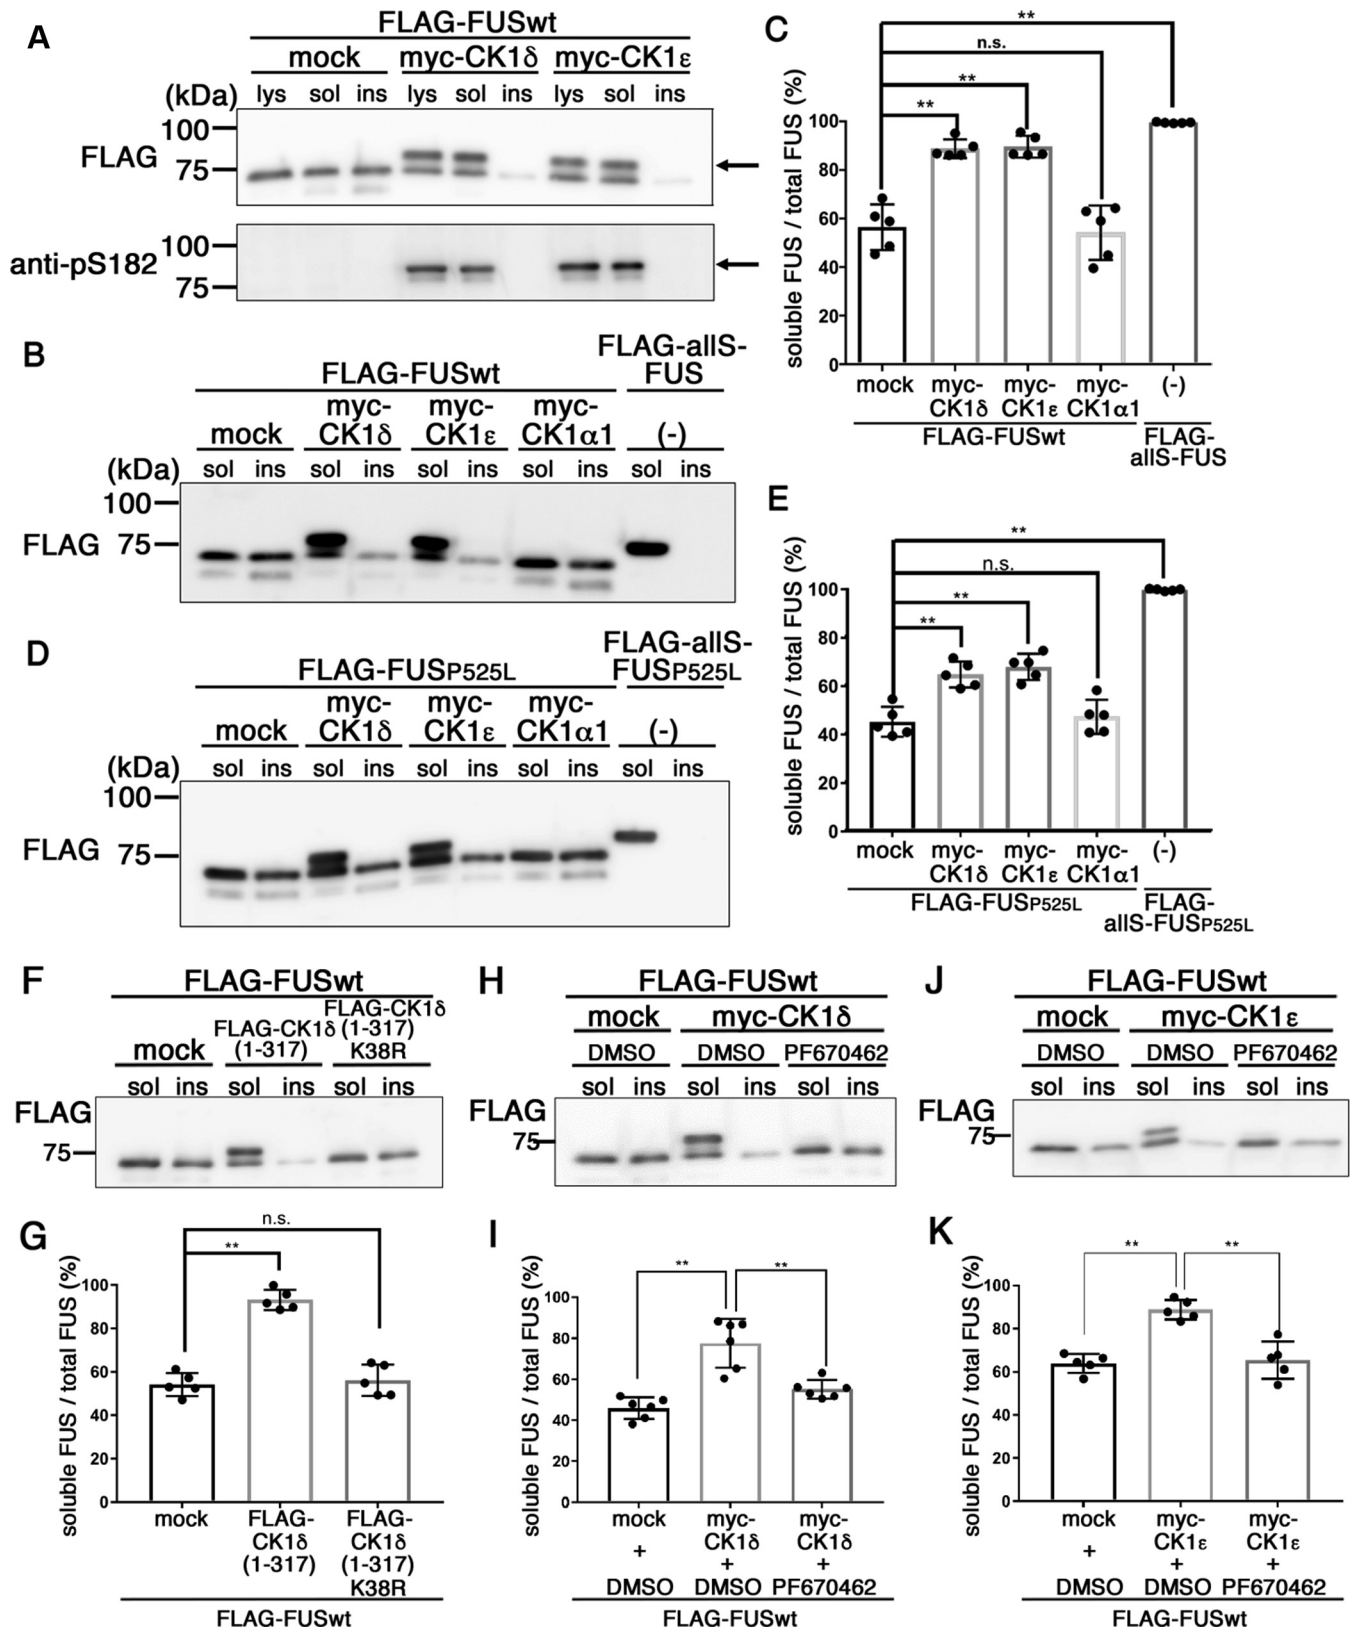 A
FLAG-FUSwt
mock myc-CK1δ myc-CK1ε
(kDa) lys sol ins lys sol ins lys sol ins
100
FLAG
75
100
anti-pS182
75
B
FLAG-FUSwt FLAG-allS-FUS
mock myc-CK1δ myc-CK1ε myc-CK1α1 (-)
(kDa) sol ins sol ins sol ins sol ins sol ins
100
FLAG 75
C
soluble FUS / total FUS (%)
**
n.s.
**
**
100
80
60
40
20
0
mock myc-CK1δ myc-CK1ε myc-CK1α1 (-)
FLAG-FUSwt FLAG-allS-FUS
D
FLAG-FUSP525L FLAG-allS-FUSP525L
mock myc-CK1δ myc-CK1ε myc-CK1α1 (-)
(kDa) sol ins sol ins sol ins sol ins sol ins
100
FLAG 75
E
soluble FUS / total FUS (%)
**
n.s.
**
**
100
80
60
40
20
0
mock myc-CK1δ myc-CK1ε myc-CK1α1 (-)
FLAG-FUSP525L FLAG-allS-FUSP525L
F
FLAG-FUSwt
mock FLAG-CK1δ (1-317) FLAG-CK1δ (1-317) K38R
sol ins sol ins sol ins
FLAG
75
G
soluble FUS / total FUS (%)
n.s.
**
100
80
60
40
20
0
mock FLAG-CK1δ (1-317) FLAG-CK1δ (1-317) K38R
FLAG-FUSwt
H
FLAG-FUSwt
mock myc-CK1δ
DMSO DMSO PF670462
sol ins sol ins sol ins
FLAG
75
I
soluble FUS / total FUS (%)
** **
100
80
60
40
20
0
mock + DMSO myc-CK1δ + DMSO myc-CK1δ + PF670462
FLAG-FUSwt
J
FLAG-FUSwt
mock myc-CK1ε
DMSO DMSO PF670462
sol ins sol ins sol ins
FLAG
75
K
soluble FUS / total FUS (%)
** **
100
80
60
40
20
0
mock + DMSO myc-CK1ε + DMSO myc-CK1ε + PF670462
FLAG-FUSwt